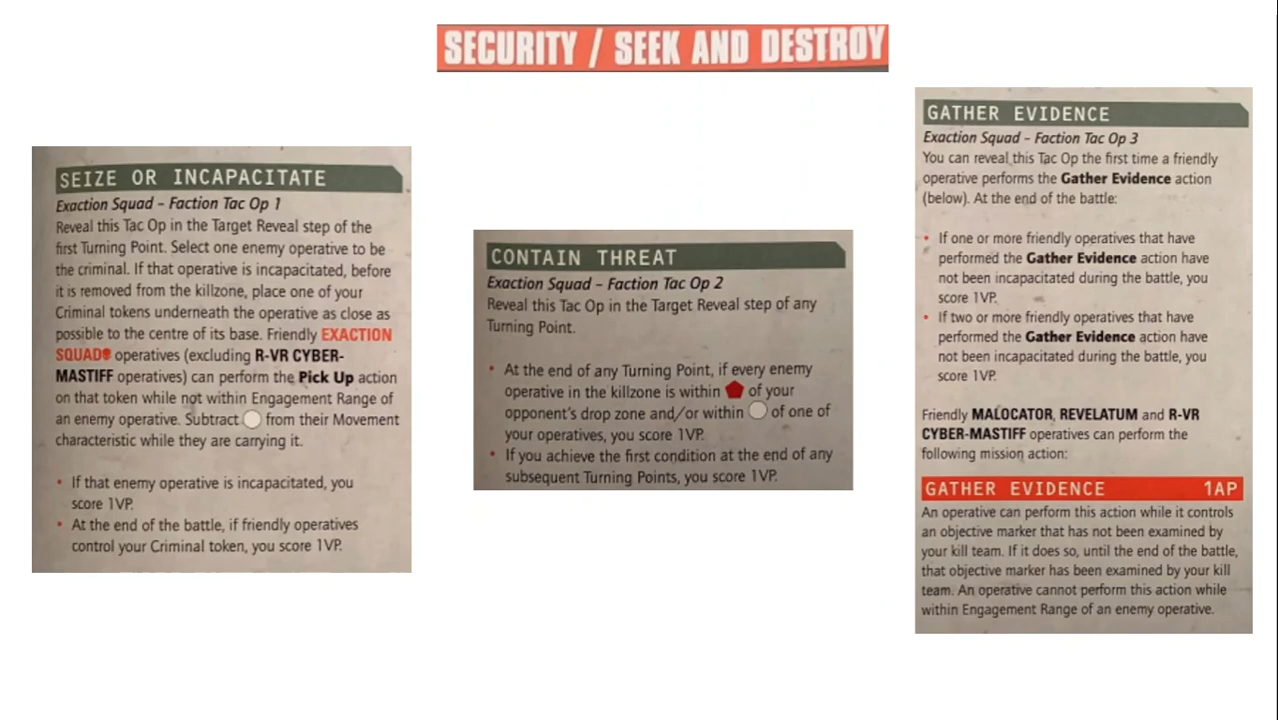 SECURITY / SEEK AND DESTROY
SEIZE OR INCAPACITATE
Exaction Squad – Faction Tac Op 1
Reveal this Tac Op in the Target Reveal step of the
first Turning Point. Select one enemy operative to be
the criminal. If that operative is incapacitated, before
it is removed from the killzone, place one of your
Criminal tokens underneath the operative as close as
possible to the centre of its base. Friendly EXACTION
SQUAD operatives (excluding R-VR CYBER-
MASTIFF operatives) can perform the Pick Up action
on that token while not within Engagement Range of
an enemy operative. Subtract from their Movement
characteristic while they are carrying it.
• If that enemy operative is incapacitated, you
score 1VP.
• At the end of the battle, if friendly operatives
control your Criminal token, you score 1VP.
CONTAIN THREAT
Exaction Squad – Faction Tac Op 2
Reveal this Tac Op in the Target Reveal step of any
Turning Point.
• At the end of any Turning Point, if every enemy
operative in the killzone is within of your
opponent's drop zone and/or within of one of
your operatives, you score 1VP.
• If you achieve the first condition at the end of any
subsequent Turning Points, you score 1VP.
GATHER EVIDENCE
Exaction Squad – Faction Tac Op 3
You can reveal this Tac Op the first time a friendly
operative performs the Gather Evidence action
(below). At the end of the battle:
• If one or more friendly operatives that have
performed the Gather Evidence action have
not been incapacitated during the battle, you
score 1VP.
• If two or more friendly operatives that have
performed the Gather Evidence action have
not been incapacitated during the battle, you
score 1VP.
Friendly MALOCATOR, REVELATUM and R-VR
CYBER-MASTIFF operatives can perform the
following mission action:
GATHER EVIDENCE 1AP
An operative can perform this action while it controls
an objective marker that has not been examined by
your kill team. If it does so, until the end of the battle,
that objective marker has been examined by your kill
team. An operative cannot perform this action while
within Engagement Range of an enemy operative.